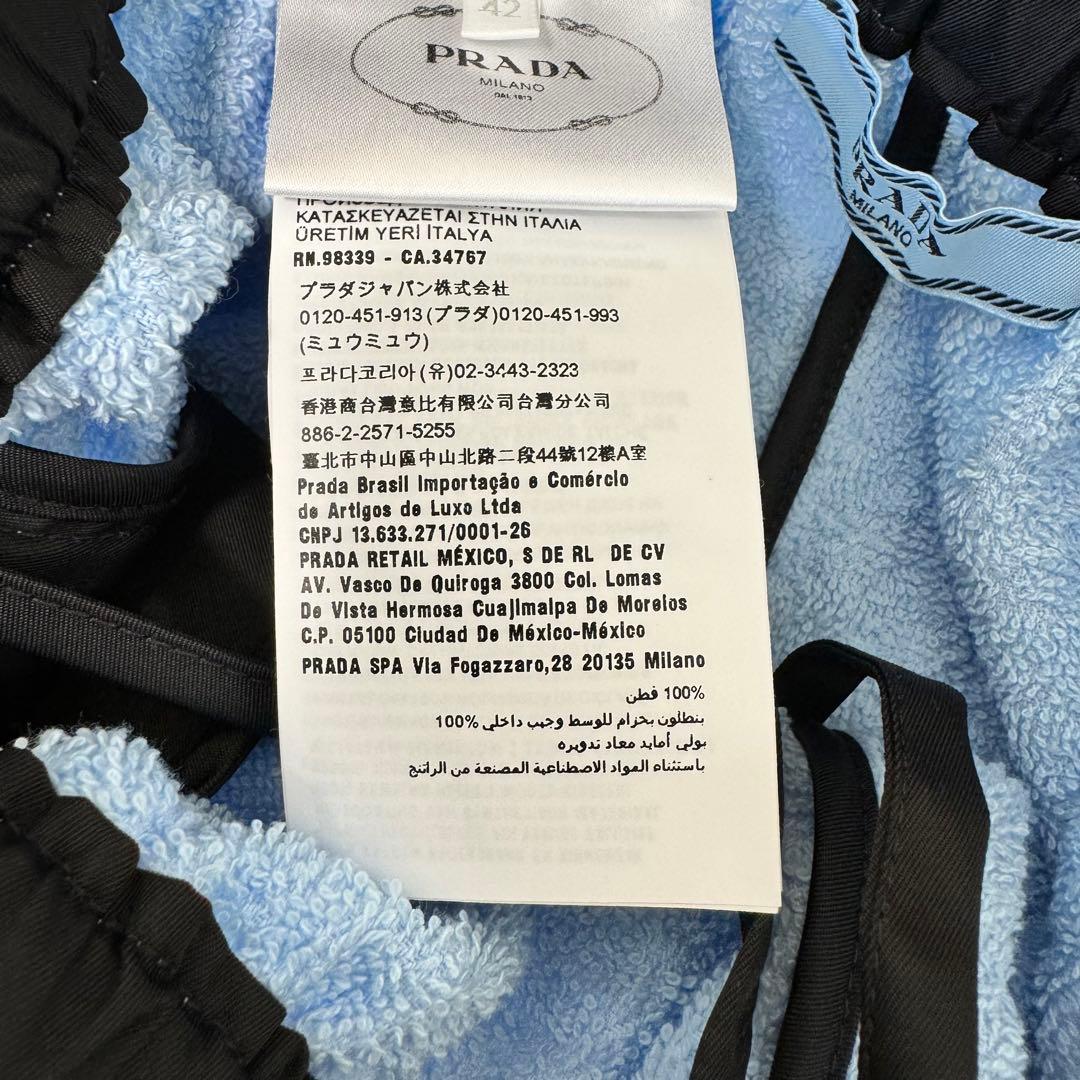 42
PRADA
MILANO
DAL 1913
PRADA
MILANO
ΚΑΤΑΣΚΕΥΑΖΕΤΑΙ ΣΤΗΝ ΙΤΑΛΙΑ
ÜRETİM YERİ İTALYA
RN.98339 - CA.34767
プラダジャパン株式会社
0120-451-913(プラダ)0120-451-993
(ミュウミュウ)
프라다코리아(유)02-3443-2323
香港商台灣意比有限公司台灣分公司
886-2-2571-5255
臺北市中山區中山北路二段44號12樓A室
Prada Brasil Importação e Comércio
de Artigos de Luxo Ltda
CNPJ 13.633.271/0001-26
PRADA RETAIL MÉXICO, S DE RL DE CV
AV. Vasco De Quiroga 3800 Col. Lomas
De Vista Hermosa Cuajimalpa De Morelos
C.P. 05100 Ciudad De México-México
PRADA SPA Via Fogazzaro,28 20135 Milano
100% قطن
بنطلون بحزام للوسط وجيب داخلي 100%
بولي أمايد معاد تدويره
باستثناء المواد الاصطناعية المصنعة من الراتنج